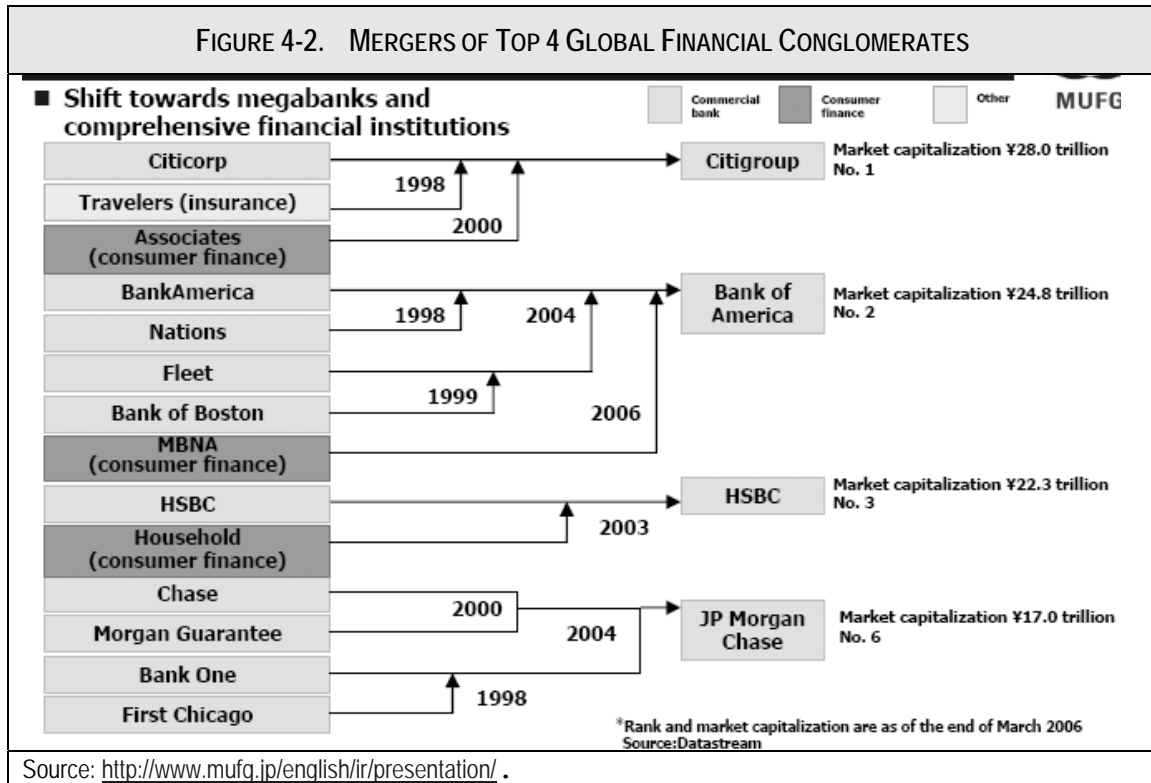 FIGURE 4-2. MERGERS OF TOP 4 GLOBAL FINANCIAL CONGLOMERATES
■ Shift towards megabanks and
comprehensive financial institutions
Commercial
bank
Consumer
finance
Other
MUFG
Citicorp
Travelers (insurance)
Associates
(consumer finance)
1998
2000
Citigroup
Market capitalization ¥28.0 trillion
No. 1
BankAmerica
Nations
Fleet
Bank of Boston
MBNA
(consumer finance)
1998
2004
1999
2006
Bank of
America
Market capitalization ¥24.8 trillion
No. 2
HSBC
Household
(consumer finance)
2003
HSBC
Market capitalization ¥22.3 trillion
No. 3
Chase
Morgan Guarantee
Bank One
First Chicago
2000
2004
1998
JP Morgan
Chase
Market capitalization ¥17.0 trillion
No. 6
*Rank and market capitalization are as of the end of March 2006
Source:Datastream
Source: http://www.mufg.jp/english/ir/presentation/ .